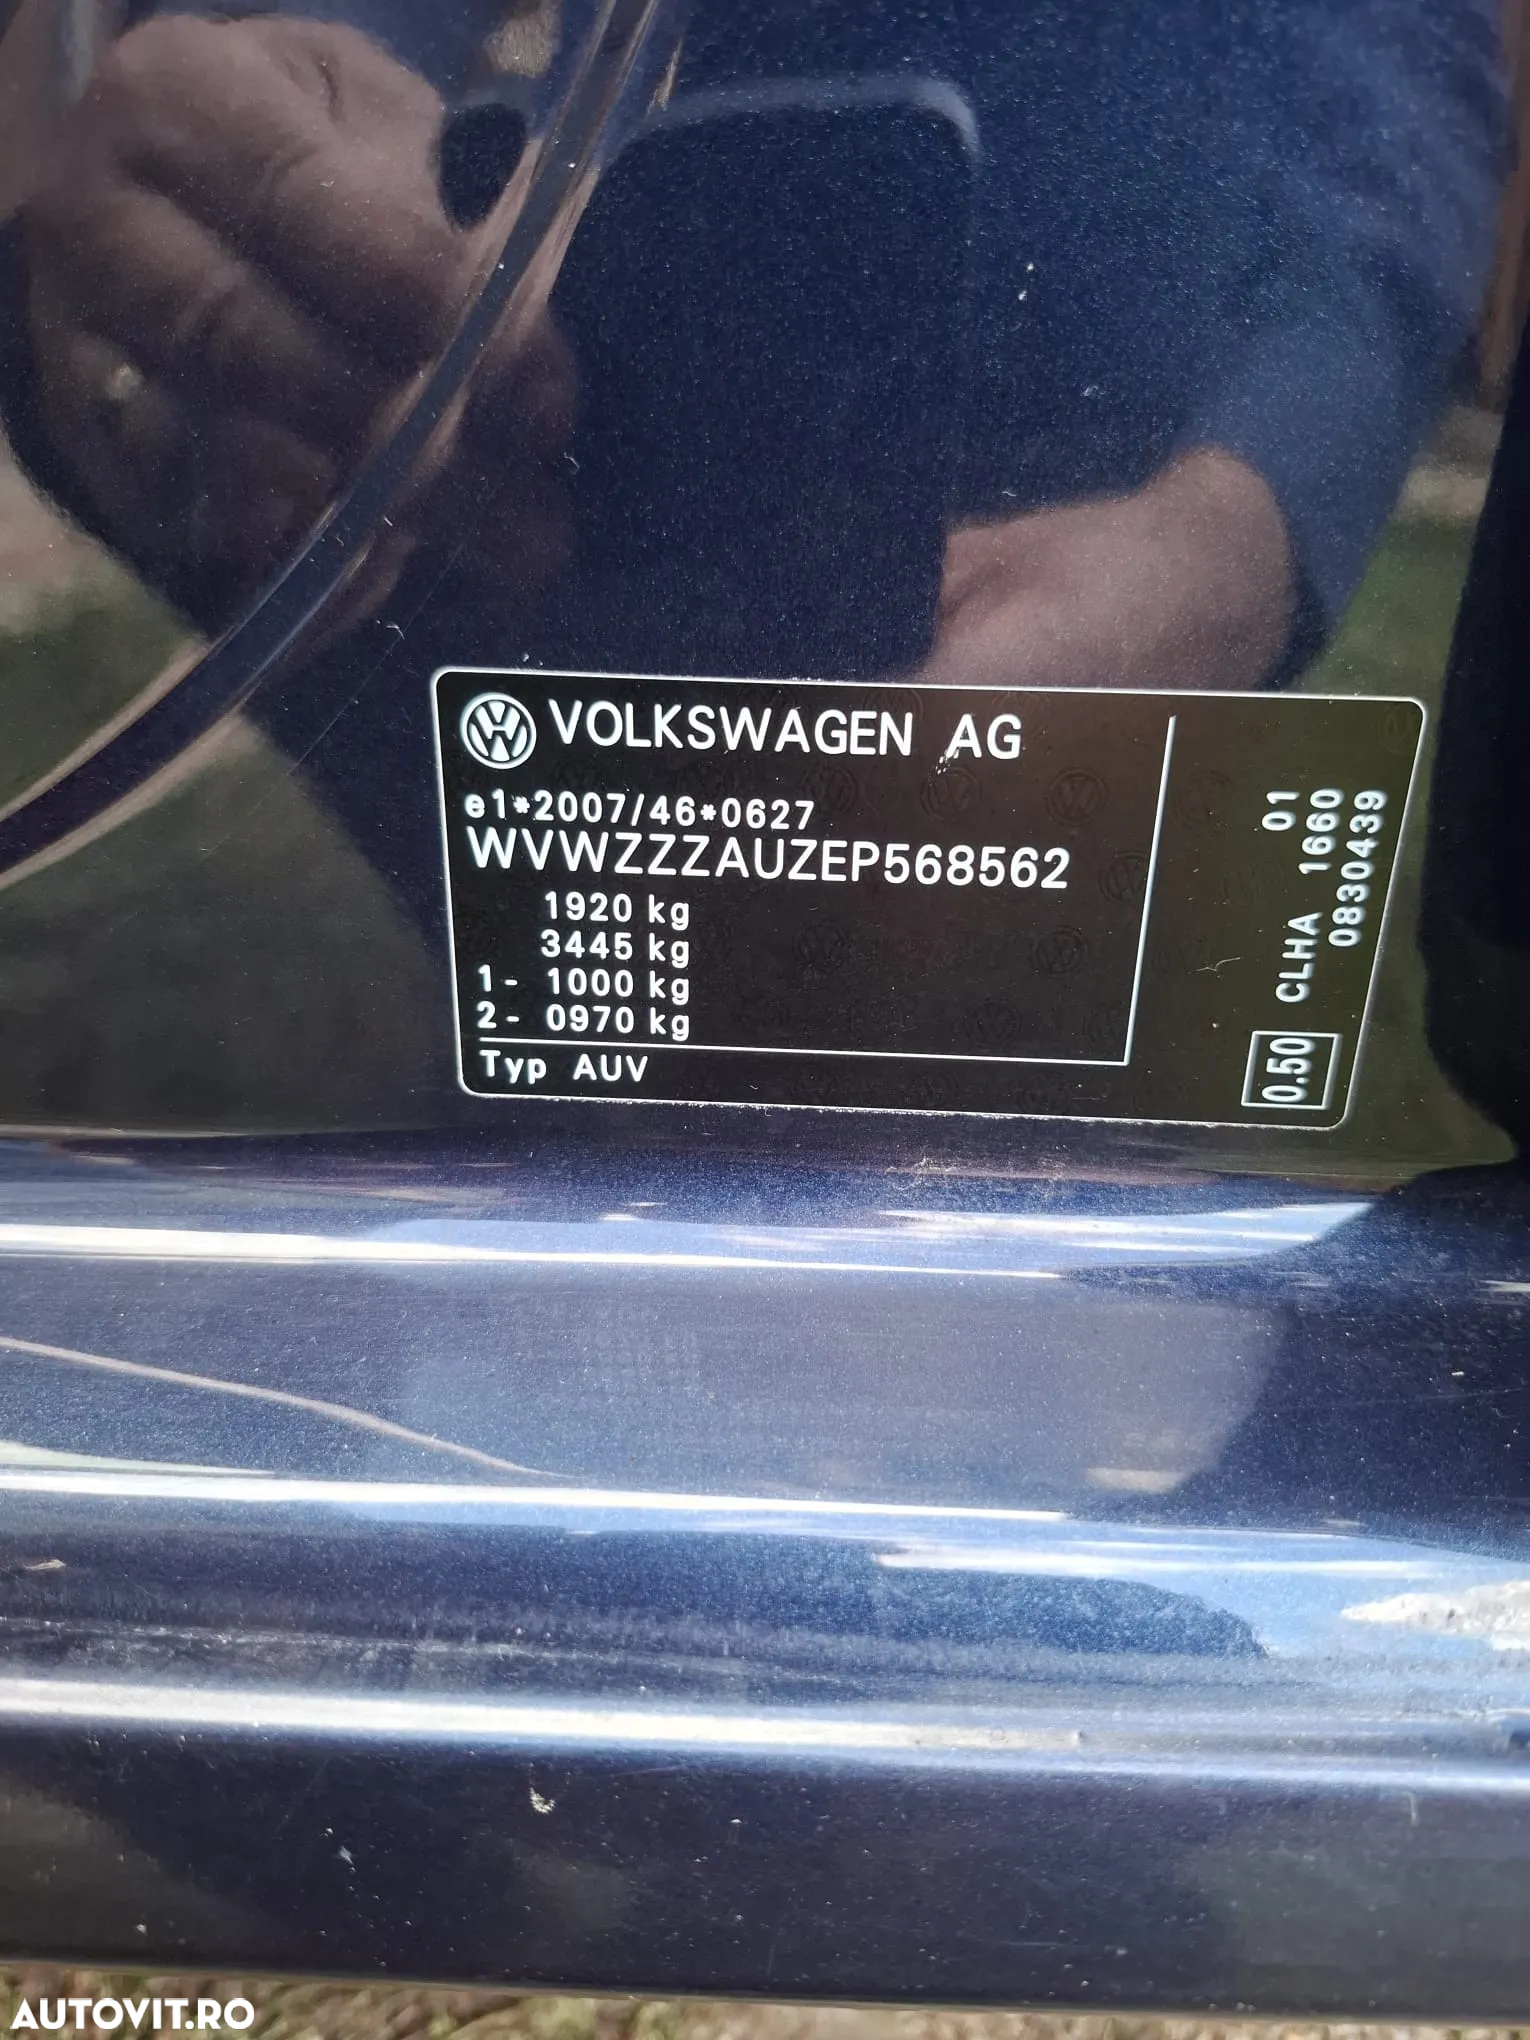 VOLKSWAGEN AG
e1*2007/46*0627
WVWZZZAUZEP568562
1920 kg
3445 kg
1- 1000 kg
2- 0970 kg
Typ AUV
01
CLHA 1660
0830439
0.50
AUTOVIT.RO